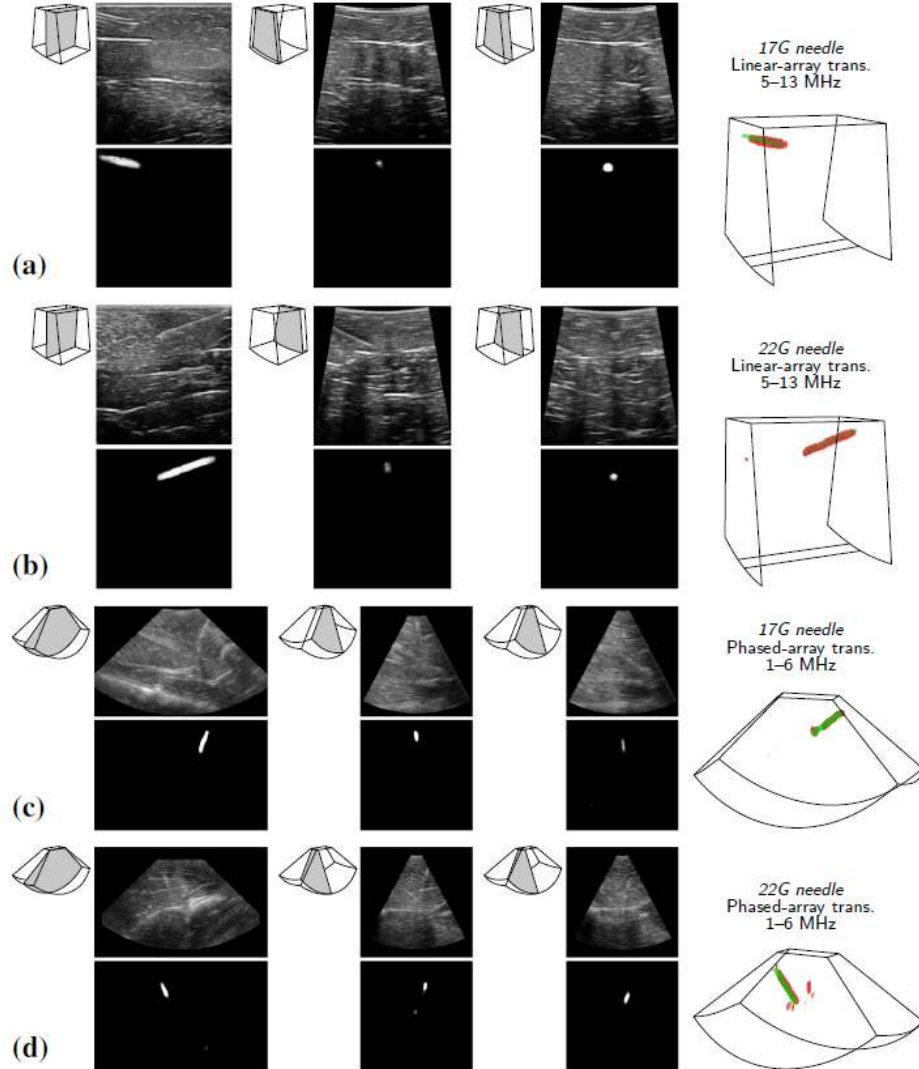 (a)
17G needle
Linear-array trans.
5–13 MHz
(b)
22G needle
Linear-array trans.
5–13 MHz
(c)
17G needle
Phased-array trans.
1–6 MHz
(d)
22G needle
Phased-array trans.
1–6 MHz